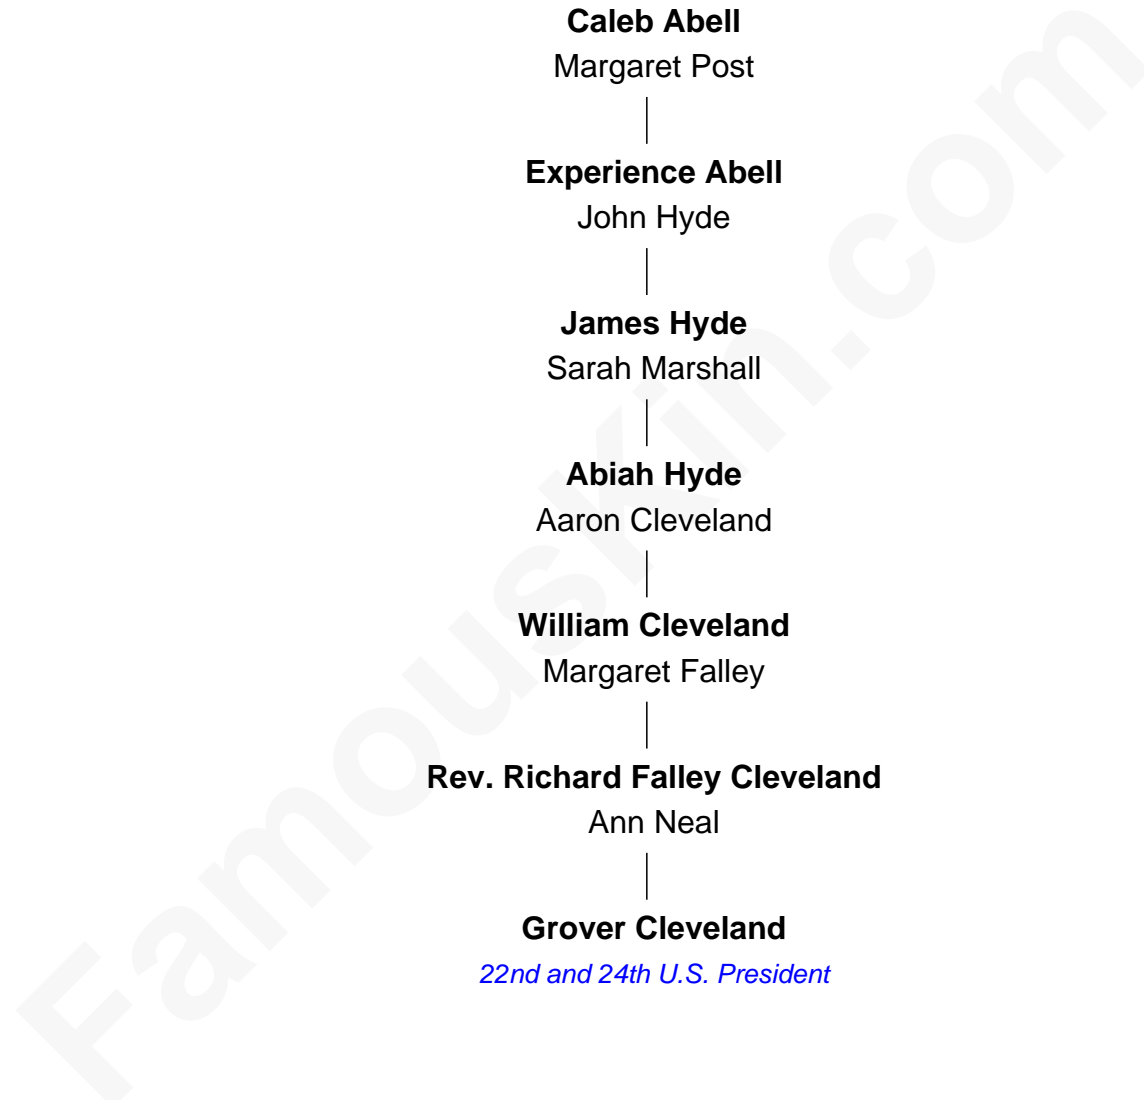 Caleb Abell
Margaret Post
Experience Abell
John Hyde
James Hyde
Sarah Marshall
Abiah Hyde
Aaron Cleveland
William Cleveland
Margaret Falley
Rev. Richard Falley Cleveland
Ann Neal
Grover Cleveland
22nd and 24th U.S. President
FamousKin.com